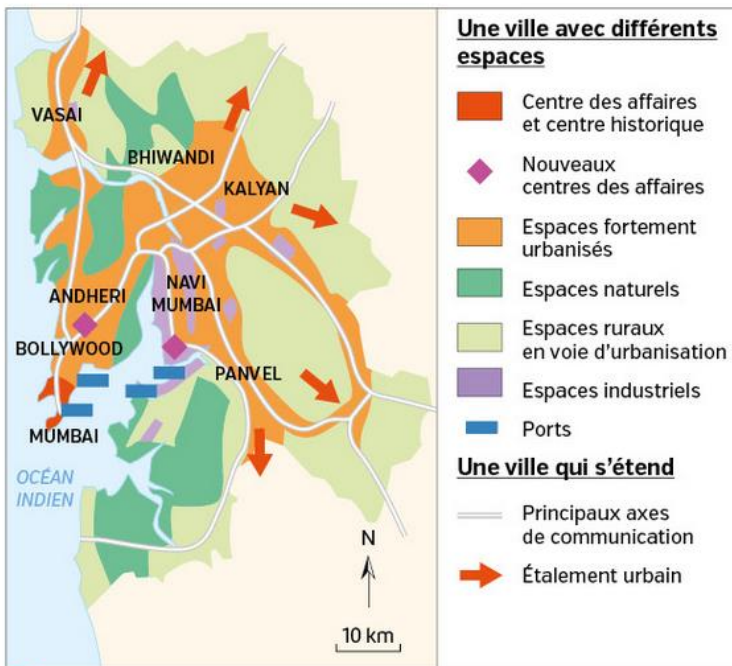 VASAI
BHIWANDI
KALYAN
ANDHERI
NAVI
MUMBAI
BOLLYWOOD
PANVEL
MUMBAI
OCÉAN
INDIEN
N
10 km
Une ville avec différents
espaces
Centre des affaires
et centre historique
Nouveaux
centres des affaires
Espaces fortement
urbanisés
Espaces naturels
Espaces ruraux
en voie d'urbanisation
Espaces industriels
Ports
Une ville qui s'étend
Principaux axes
de communication
Étalement urbain